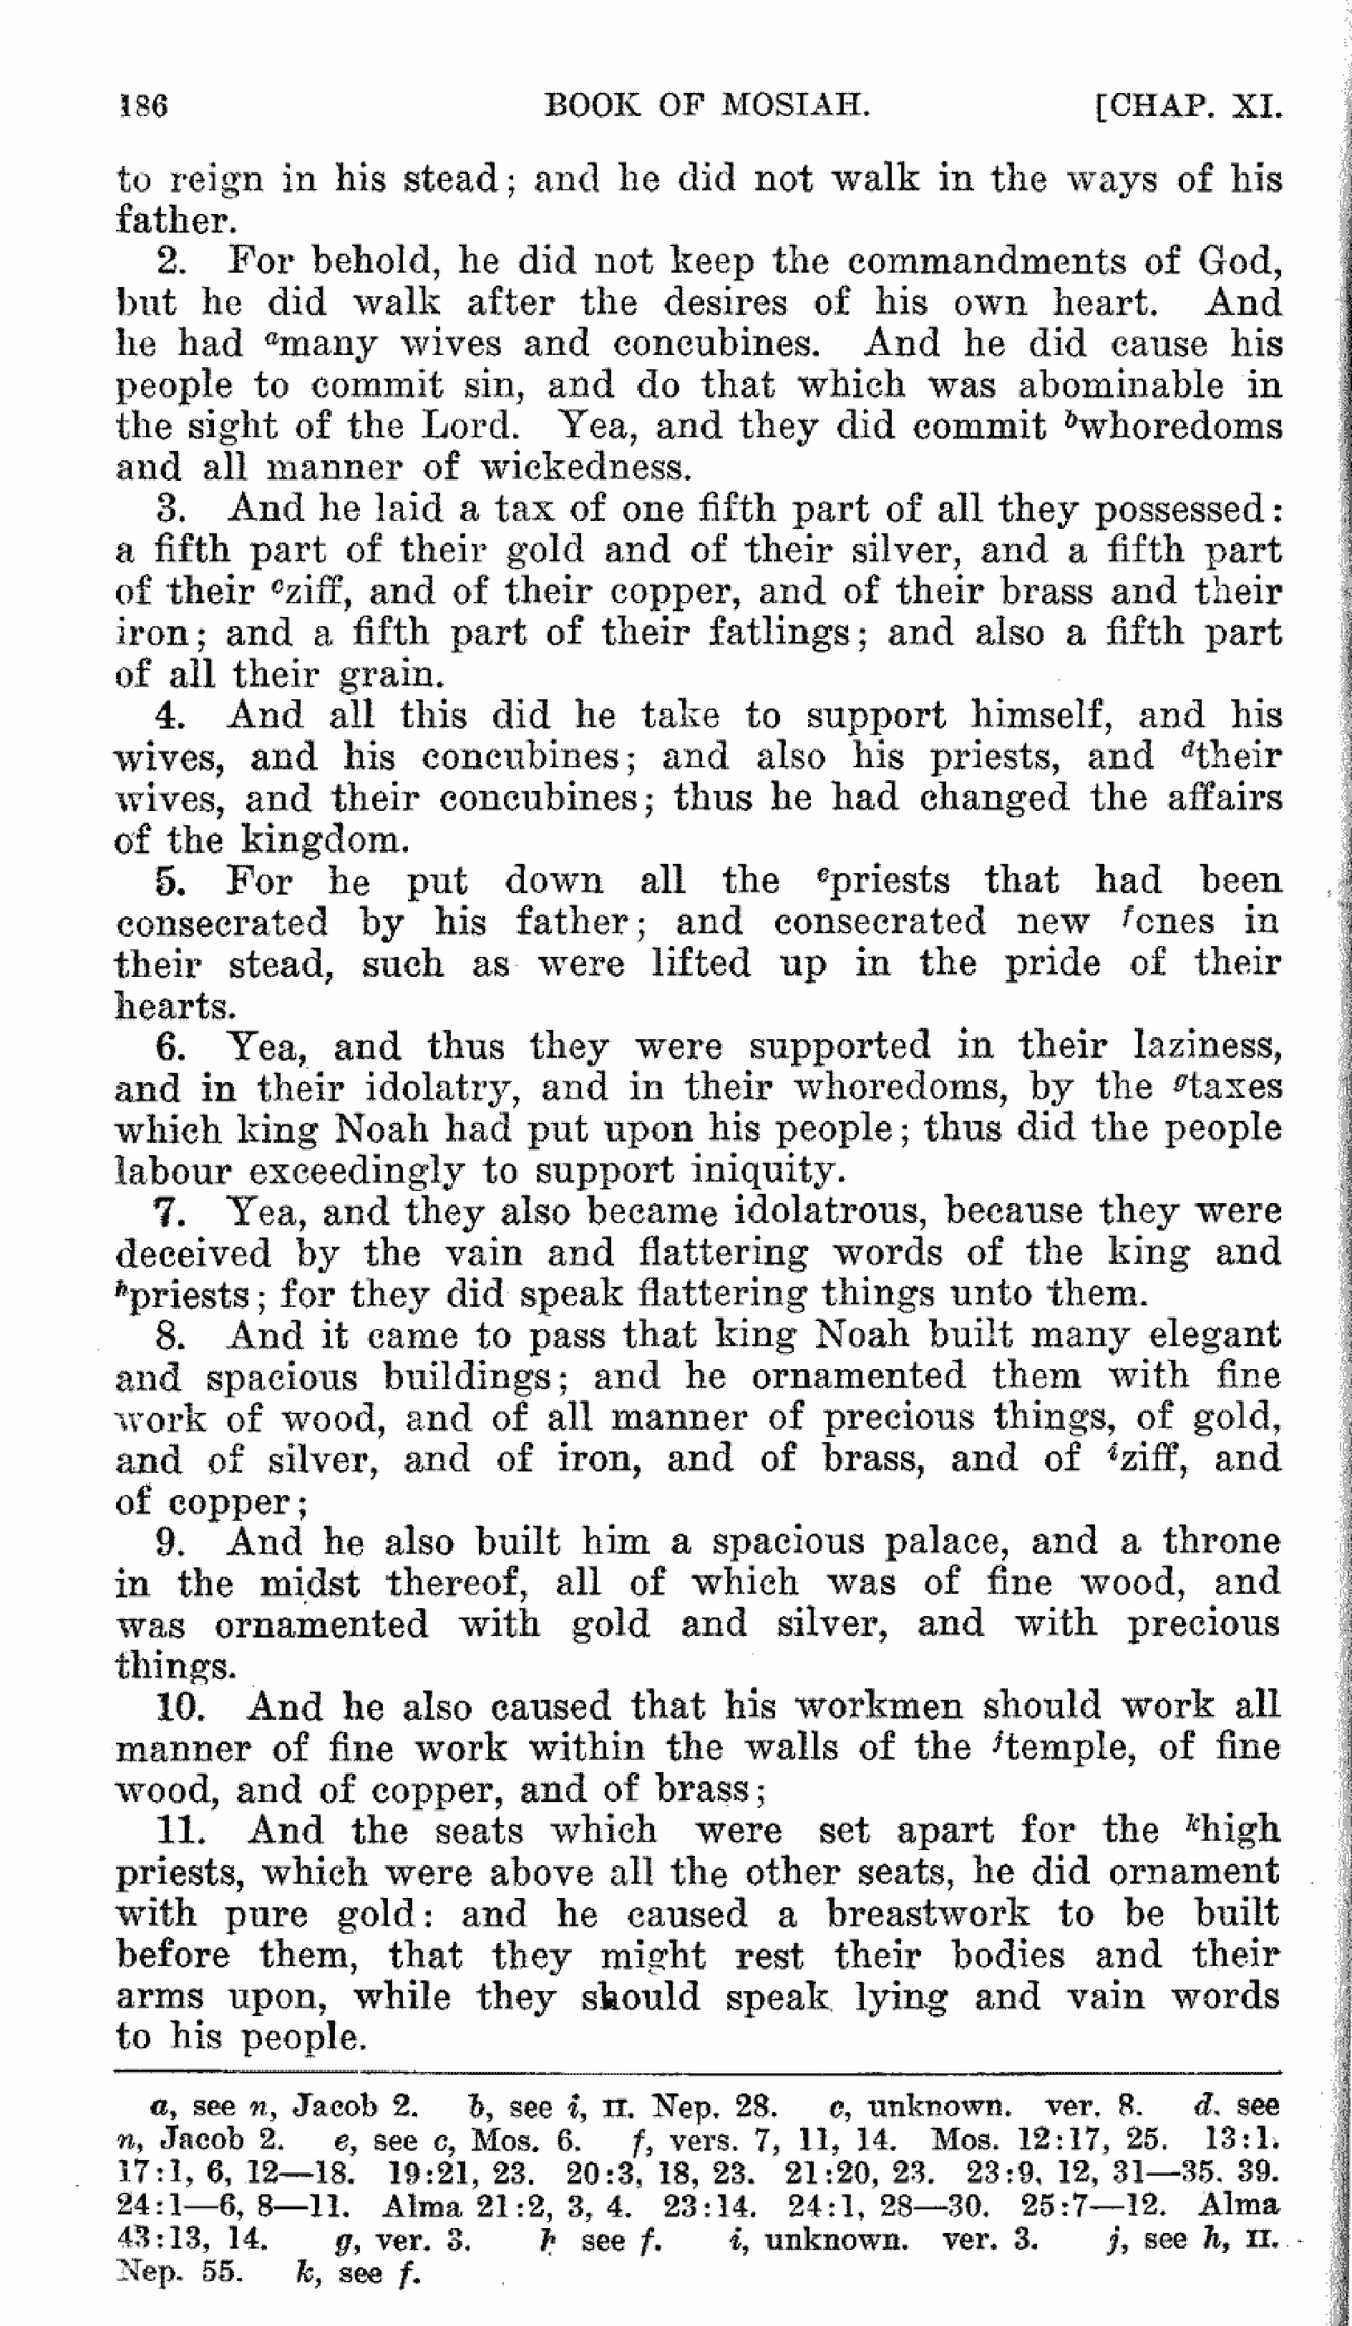 186 BOOK OF MOSIAH. [CHAP. XI.
to reign in his stead; and he did not walk in the ways of his
father.
2. For behold, he did not keep the commandments of God,
but he did walk after the desires of his own heart. And
he had ᵃmany wives and concubines. And he did cause his
people to commit sin, and do that which was abominable in
the sight of the Lord. Yea, and they did commit ᵇwhoredoms
and all manner of wickedness.
3. And he laid a tax of one fifth part of all they possessed:
a fifth part of their gold and of their silver, and a fifth part
of their ᶜziff, and of their copper, and of their brass and their
iron; and a fifth part of their fatlings; and also a fifth part
of all their grain.
4. And all this did he take to support himself, and his
wives, and his concubines; and also his priests, and ᵈtheir
wives, and their concubines; thus he had changed the affairs
of the kingdom.
5. For he put down all the ᵉpriests that had been
consecrated by his father; and consecrated new ᶠones in
their stead, such as were lifted up in the pride of their
hearts.
6. Yea, and thus they were supported in their laziness,
and in their idolatry, and in their whoredoms, by the ᵍtaxes
which king Noah had put upon his people; thus did the people
labour exceedingly to support iniquity.
7. Yea, and they also became idolatrous, because they were
deceived by the vain and flattering words of the king and
ʰpriests; for they did speak flattering things unto them.
8. And it came to pass that king Noah built many elegant
and spacious buildings; and he ornamented them with fine
work of wood, and of all manner of precious things, of gold,
and of silver, and of iron, and of brass, and of ⁱziff, and
of copper;
9. And he also built him a spacious palace, and a throne
in the midst thereof, all of which was of fine wood, and
was ornamented with gold and silver, and with precious
things.
10. And he also caused that his workmen should work all
manner of fine work within the walls of the ʲtemple, of fine
wood, and of copper, and of brass;
11. And the seats which were set apart for the ᵏhigh
priests, which were above all the other seats, he did ornament
with pure gold: and he caused a breastwork to be built
before them, that they might rest their bodies and their
arms upon, while they should speak lying and vain words
to his people.
a, see n, Jacob 2. b, see i, II. Nep. 28. c, unknown. ver. 8. d. see
n, Jacob 2. e, see c, Mos. 6. f, vers. 7, 11, 14. Mos. 12:17, 25. 13:1.
17:1, 6, 12—18. 19:21, 23. 20:3, 18, 23. 21:20, 23. 23:9, 12, 31—35. 39.
24:1—6, 8—11. Alma 21:2, 3, 4. 23:14. 24:1, 28—30. 25:7—12. Alma
43:13, 14. g, ver. 3. h see f. i, unknown. ver. 3. j, see h, II.
Nep. 55. k, see f.